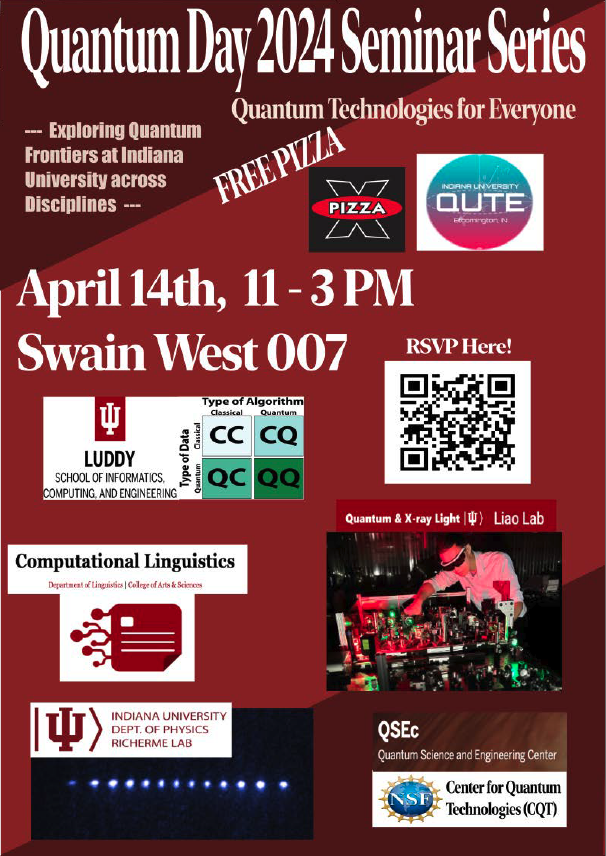 Quantum Day 2024 Seminar Series
Quantum Technologies for Everyone
--- Exploring Quantum
Frontiers at Indiana
University across
Disciplines ---
FREE PIZZA
PIZZA
X
INDIANA UNIVERSITY
QUTE
Bloomington, IN
April 14th, 11 - 3 PM
Swain West 007
RSVP Here!
LUDDY
SCHOOL OF INFORMATICS,
COMPUTING, AND ENGINEERING
Type of Algorithm
Classical Quantum
Type of Data
Classical
Quantum
CC CQ
QC QQ
Quantum & X-ray Light |Ψ⟩ Liao Lab
Computational Linguistics
Department of Linguistics | College of Arts & Sciences
INDIANA UNIVERSITY
DEPT. OF PHYSICS
RICHERME LAB
QSEc
Quantum Science and Engineering Center
NSF
Center for Quantum
Technologies (CQT)